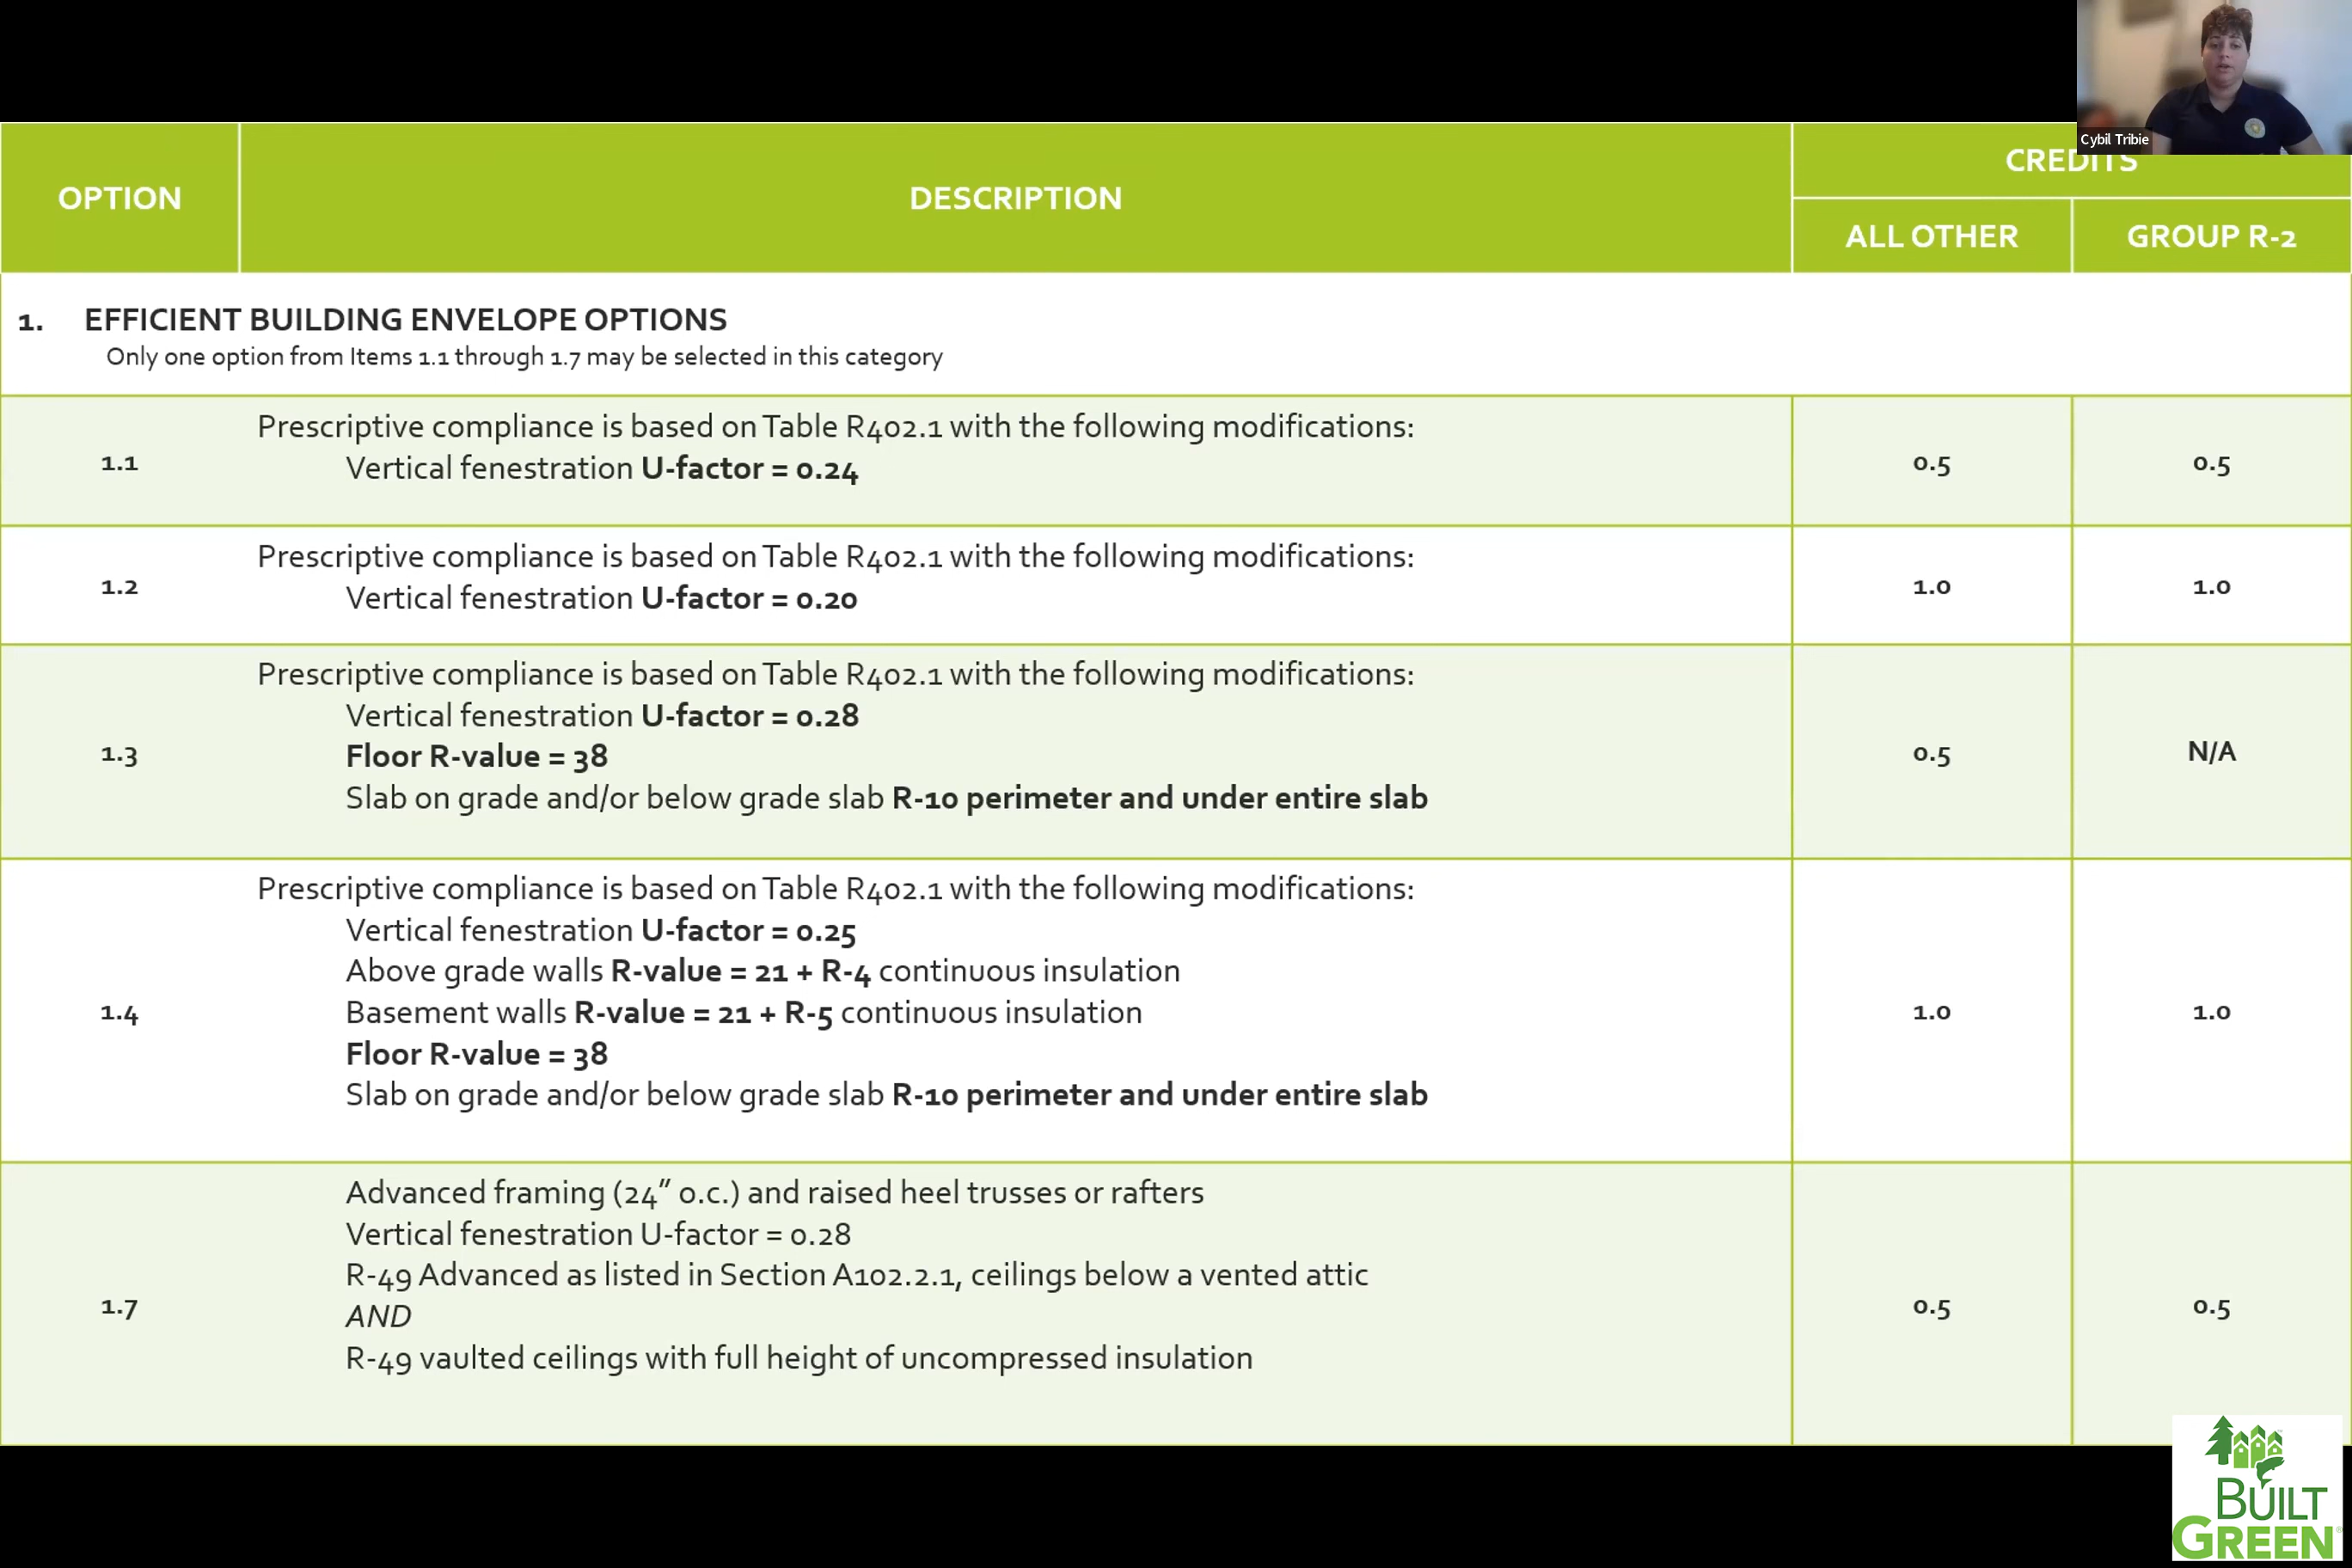 Cybil Tribie
OPTION
DESCRIPTION
CREDITS
ALL OTHER
GROUP R-2
1. EFFICIENT BUILDING ENVELOPE OPTIONS
Only one option from Items 1.1 through 1.7 may be selected in this category
1.1
Prescriptive compliance is based on Table R402.1 with the following modifications:
Vertical fenestration U-factor = 0.24
0.5
0.5
1.2
Prescriptive compliance is based on Table R402.1 with the following modifications:
Vertical fenestration U-factor = 0.20
1.0
1.0
1.3
Prescriptive compliance is based on Table R402.1 with the following modifications:
Vertical fenestration U-factor = 0.28
Floor R-value = 38
Slab on grade and/or below grade slab R-10 perimeter and under entire slab
0.5
N/A
1.4
Prescriptive compliance is based on Table R402.1 with the following modifications:
Vertical fenestration U-factor = 0.25
Above grade walls R-value = 21 + R-4 continuous insulation
Basement walls R-value = 21 + R-5 continuous insulation
Floor R-value = 38
Slab on grade and/or below grade slab R-10 perimeter and under entire slab
1.0
1.0
1.7
Advanced framing (24” o.c.) and raised heel trusses or rafters
Vertical fenestration U-factor = 0.28
R-49 Advanced as listed in Section A102.2.1, ceilings below a vented attic
AND
R-49 vaulted ceilings with full height of uncompressed insulation
0.5
0.5
BUILT
GREEN®